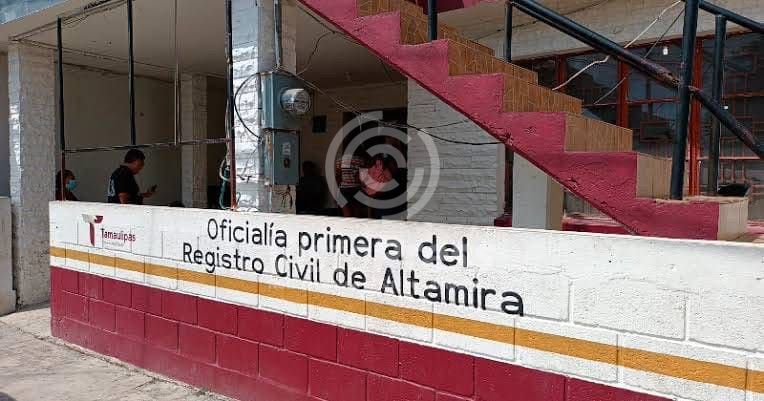 Tamaulipas
Oficialía primera del
Registro Civil de Altamira